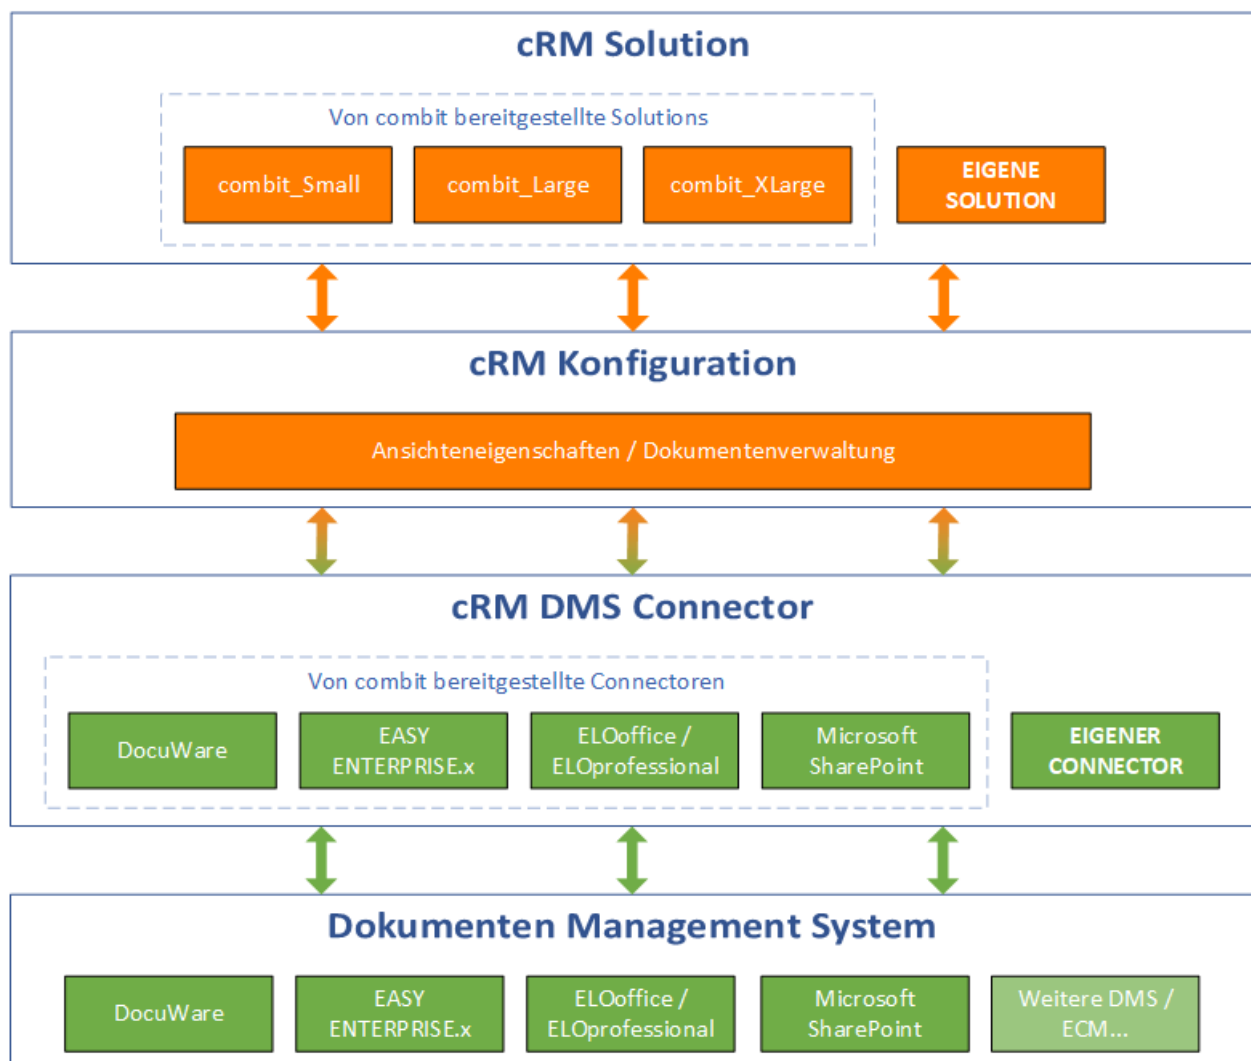 cRM Solution
Von combit bereitgestellte Solutions
combit_Small
combit_Large
combit_XLarge
EIGENE
SOLUTION
cRM Konfiguration
Ansichteneigenschaften / Dokumentenverwaltung
cRM DMS Connector
Von combit bereitgestellte Connectoren
DocuWare
EASY
ENTERPRISE.x
ELOoffice /
ELOprofessional
Microsoft
SharePoint
EIGENER
CONNECTOR
Dokumenten Management System
DocuWare
EASY
ENTERPRISE.x
ELOoffice /
ELOprofessional
Microsoft
SharePoint
Weitere DMS /
ECM...